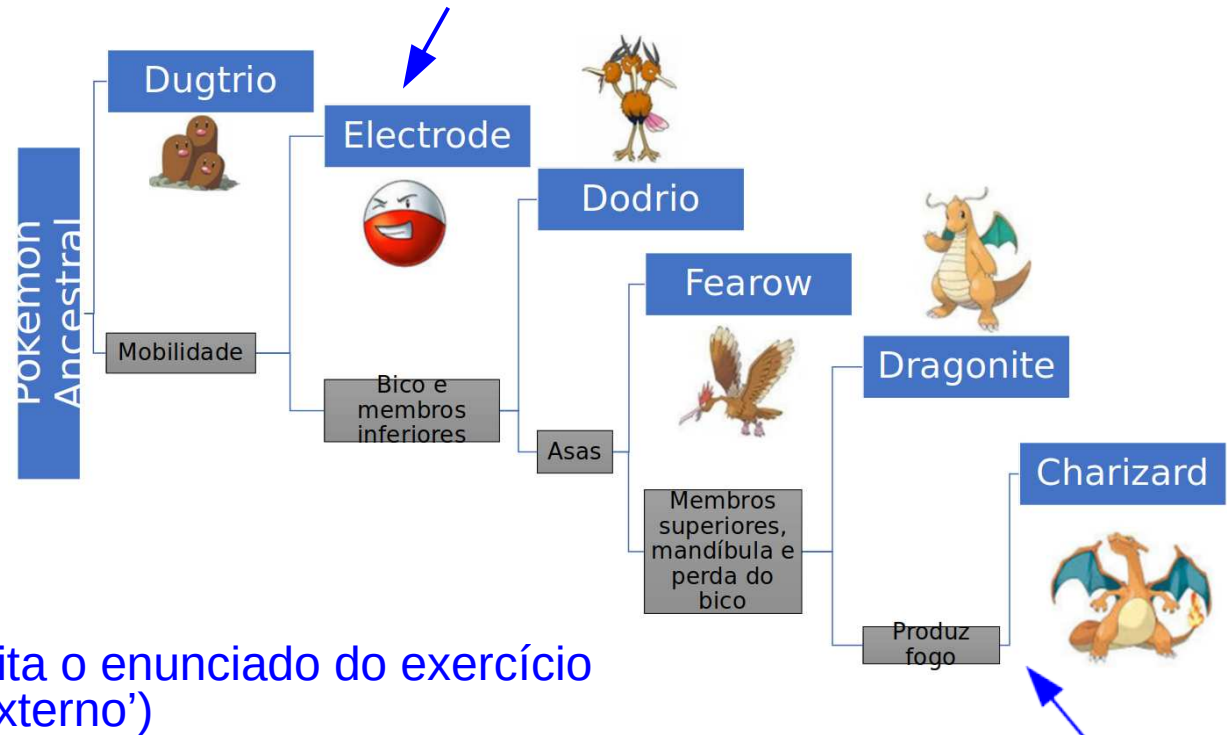 Dugtrio
Electrode
Dodrio
Fearow
Dragonite
Charizard
Pokémon
Ancestral
Mobilidade
Bico e
membros
inferiores
Asas
Membros
superiores,
mandíbula e
perda do
bico
Produz
fogo
ita o enunciado do exercício
xterno’)